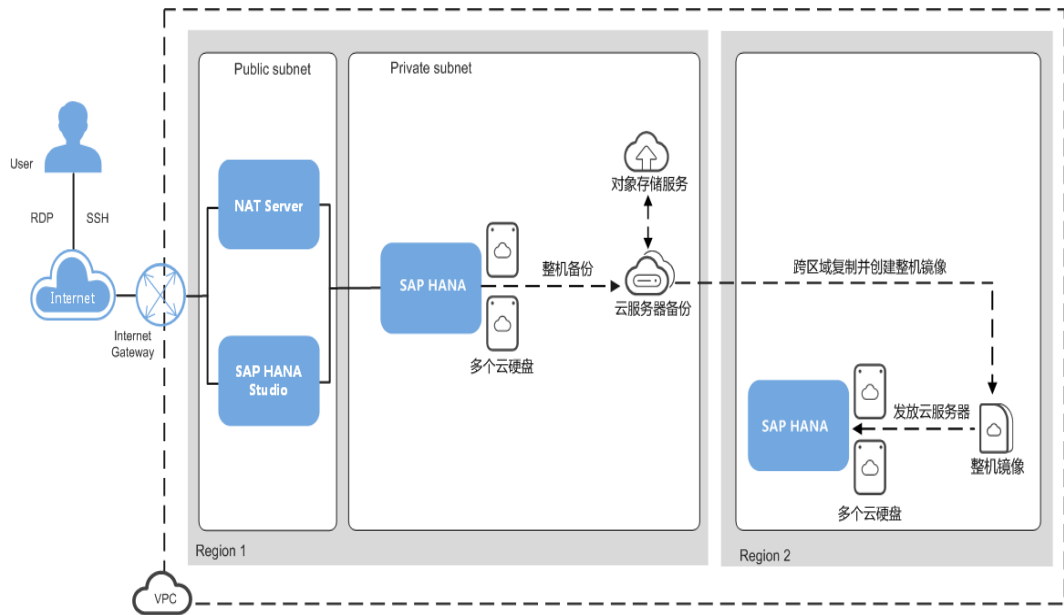 Public subnet
Private subnet
User
RDP
SSH
Internet
Internet
Gateway
NAT Server
SAP HANA
Studio
SAP HANA
多个云硬盘
整机备份
对象存储服务
云服务器备份
跨区域复制并创建整机镜像
SAP HANA
发放云服务器
整机镜像
多个云硬盘
Region 1
Region 2
VPC